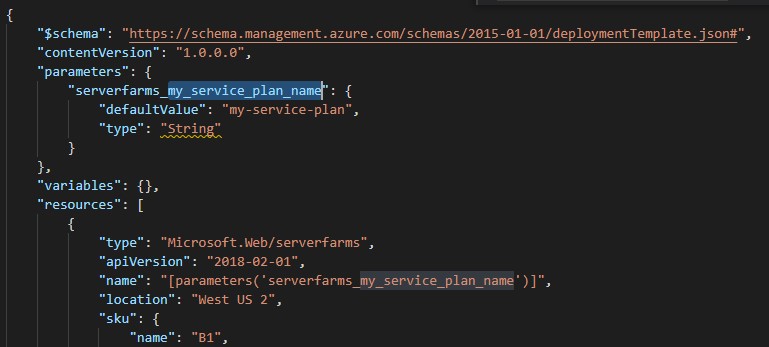 {
"$schema": "https://schema.management.azure.com/schemas/2015-01-01/deploymentTemplate.json#",
"contentVersion": "1.0.0.0",
"parameters": {
"serverfarms_my_service_plan_name": {
"defaultValue": "my-service-plan",
"type": "String"
}
},
"variables": {},
"resources": [
{
"type": "Microsoft.Web/serverfarms",
"apiVersion": "2018-02-01",
"name": "[parameters('serverfarms_my_service_plan_name')]",
"location": "West US 2",
"sku": {
"name": "B1",